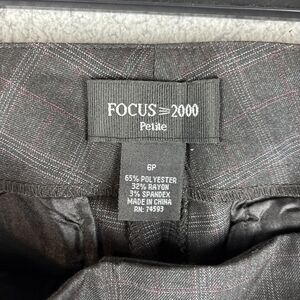 FOCUS 2000
Petite
6P
65% POLYESTER
32% RAYON
3% SPANDEX
MADE IN CHINA
RN: 74593